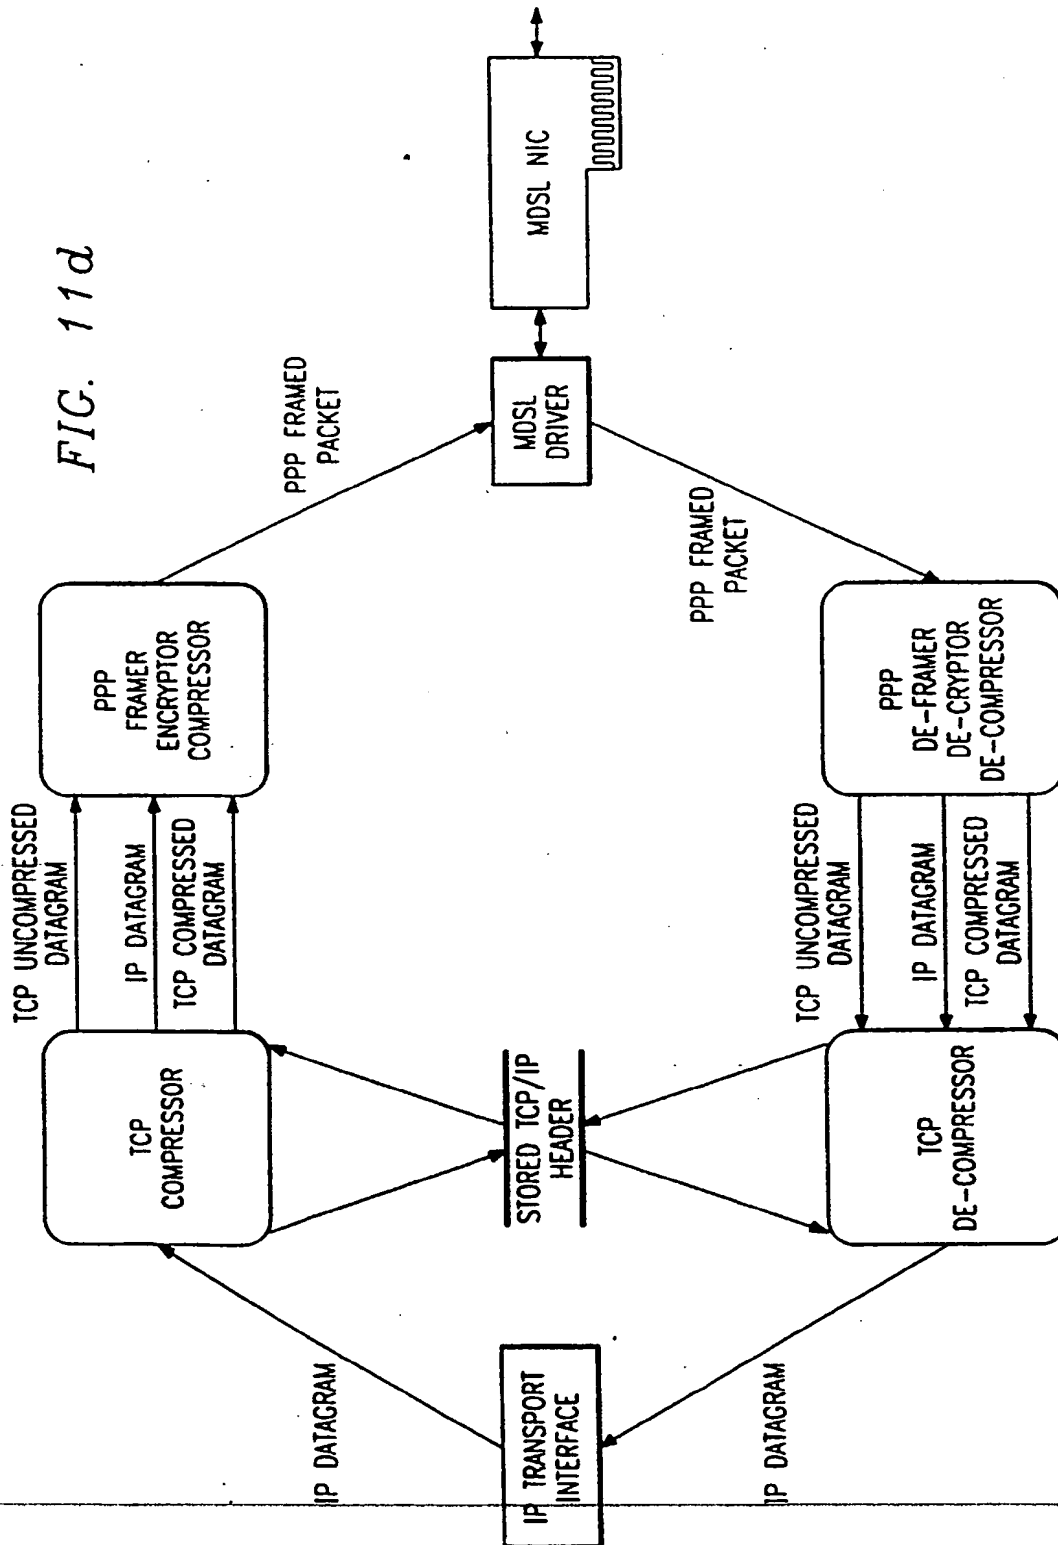 FIG. 11d
IP TRANSPORT
INTERFACE
IP DATAGRAM
TCP
COMPRESSOR
TCP UNCOMPRESSED
DATAGRAM
IP DATAGRAM
TCP COMPRESSED
DATAGRAM
PPP
FRAMER
ENCRYPTOR
COMPRESSOR
PPP FRAMED
PACKET
STORED TCP/IP
HEADER
MDSL
DRIVER
MDSL NIC
IP DATAGRAM
TCP
DE-COMPRESSOR
TCP UNCOMPRESSED
DATAGRAM
IP DATAGRAM
TCP COMPRESSED
DATAGRAM
PPP
DE-FRAMER
DE-CRYPTOR
DE-COMPRESSOR
PPP FRAMED
PACKET